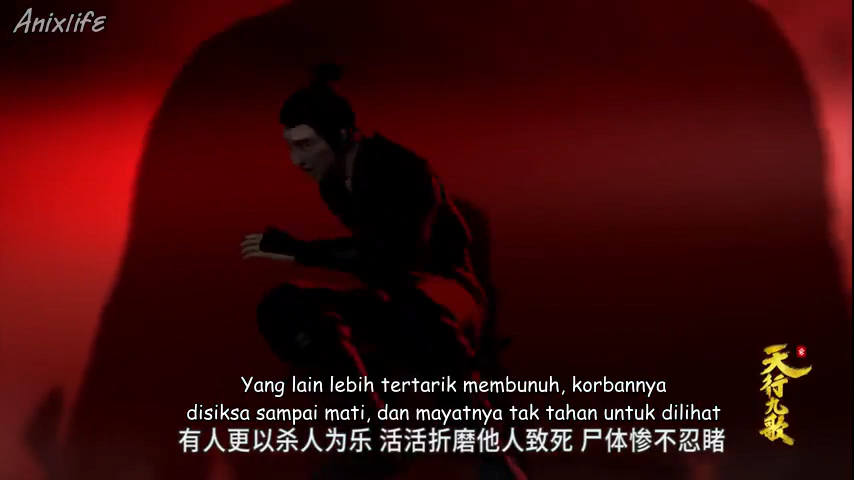 Anixlife
天行九歌
Yang lain lebih tertarik membunuh, korbannya
disiksa sampai mati, dan mayatnya tak tahan untuk dilihat
有人更以杀人为乐 活活折磨他人致死 尸体惨不忍睹